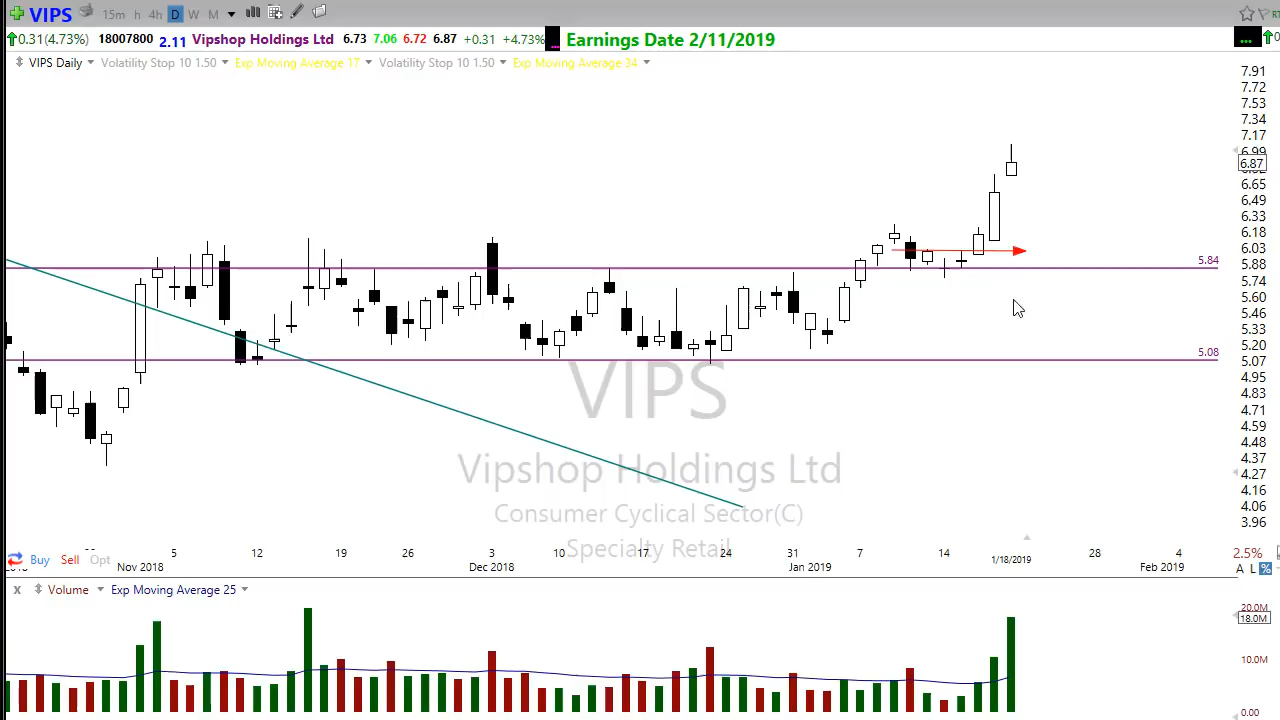 VIPS 15m h 4h D W M
0.31(4.73%) 18007800 2.11 Vipshop Holdings Ltd 6.73 7.06 6.72 6.87 +0.31 +4.73% ... Earnings Date 2/11/2019 ...
VIPS Daily Volatility Stop 10 1.50 Exp Moving Average 17 Volatility Stop 10 1.50 Exp Moving Average 34
7.91
7.72
7.53
7.34
7.17
6.99
6.87
6.65
6.49
6.33
6.18
6.03
5.84
5.88
5.74
5.60
5.46
5.33
5.20
5.08
5.07
4.95
4.83
4.71
4.59
4.48
4.37
4.27
4.16
4.06
3.96
VIPS
Vipshop Holdings Ltd
Consumer Cyclical Sector(C)
Specialty Retail
5 12 19 26 3 10 17 24 31 7 14 1/18/2019 28 4 2.5%
Buy Sell Opt
Nov 2018 Dec 2018 Jan 2019 Feb 2019 A L %
x Volume Exp Moving Average 25
20.0M
18.0M
10.0M
0.00